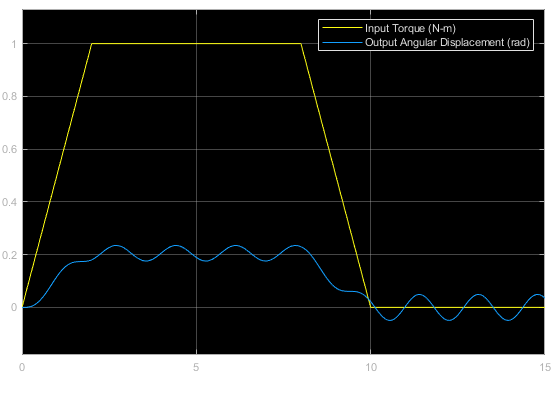 Input Torque (N-m)
Output Angular Displacement (rad)
1
0.8
0.6
0.4
0.2
0
0 5 10 15